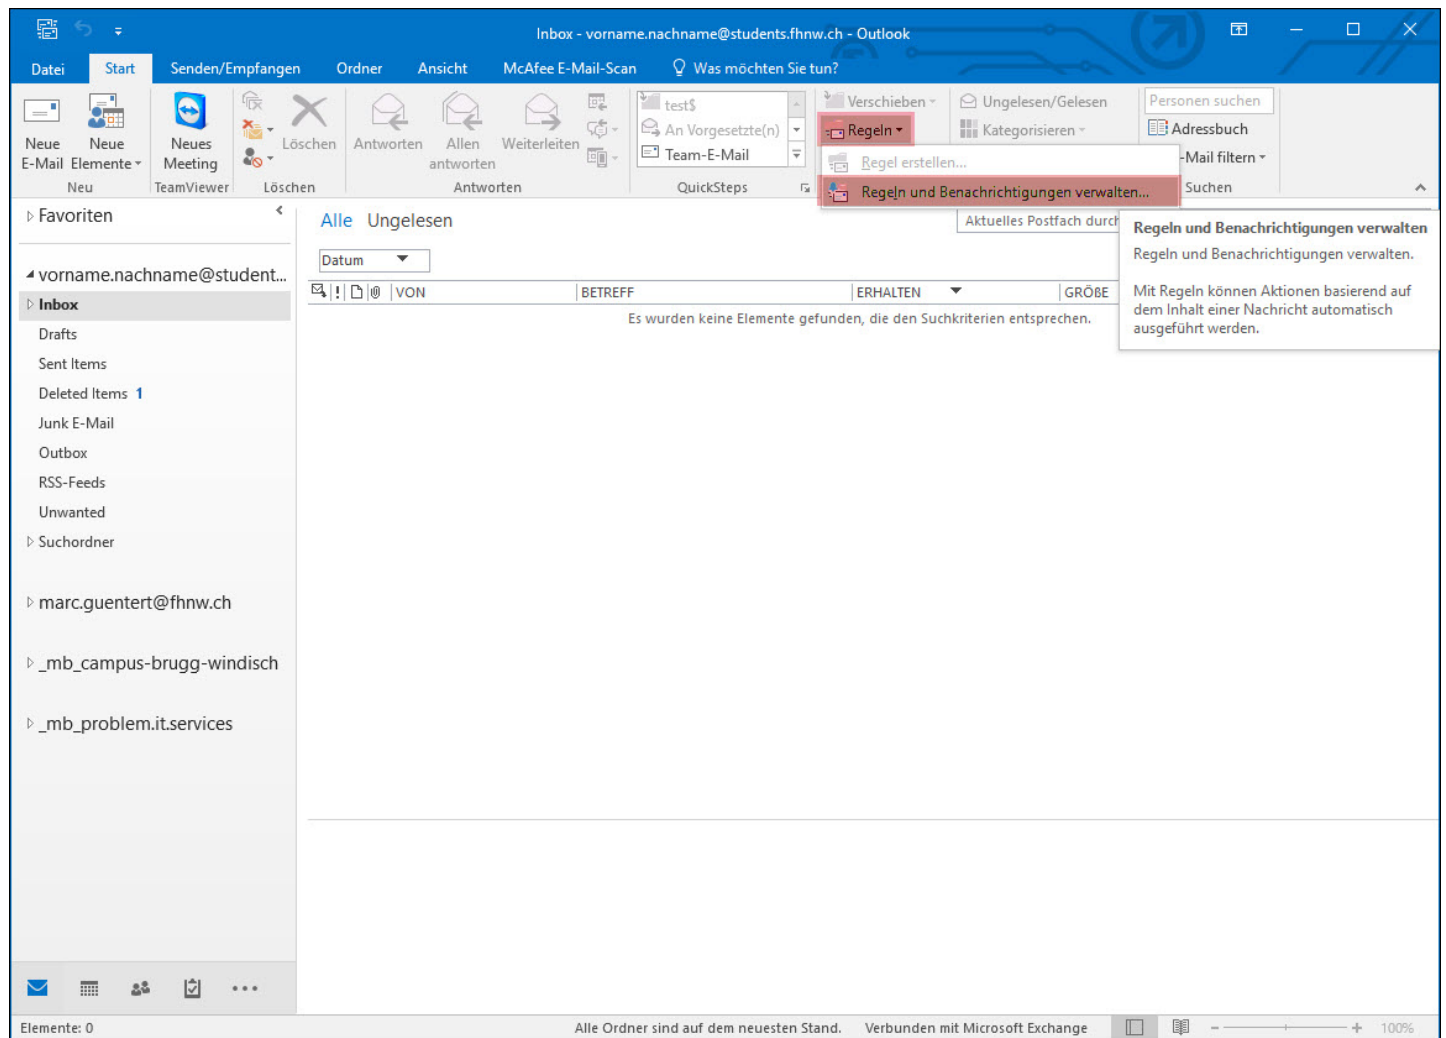 Inbox - vorname.nachname@students.fhnw.ch - Outlook
Datei Start Senden/Empfangen Ordner Ansicht McAfee E-Mail-Scan Was möchten Sie tun?
Neue E-Mail
Neue Elemente
Neu
Neues Meeting
TeamViewer
Löschen
Löschen
Antworten
Allen antworten
Weiterleiten
Antworten
test$
An Vorgesetzte(n)
Team-E-Mail
QuickSteps
Verschieben
Regeln
Regel erstellen...
Regeln und Benachrichtigungen verwalten...
Ungelesen/Gelesen
Kategorisieren
Personen suchen
Adressbuch
-Mail filtern
Suchen
Regeln und Benachrichtigungen verwalten
Regeln und Benachrichtigungen verwalten.
Mit Regeln können Aktionen basierend auf
dem Inhalt einer Nachricht automatisch
ausgeführt werden.
Favoriten
vorname.nachname@student...
Inbox
Drafts
Sent Items
Deleted Items 1
Junk E-Mail
Outbox
RSS-Feeds
Unwanted
Suchordner
marc.guentert@fhnw.ch
_mb_campus-brugg-windisch
_mb_problem.it.services
Alle Ungelesen
Aktuelles Postfach durch
Datum
! VON BETREFF ERHALTEN GRÖßE
Es wurden keine Elemente gefunden, die den Suchkriterien entsprechen.
Elemente: 0
Alle Ordner sind auf dem neuesten Stand. Verbunden mit Microsoft Exchange
100%